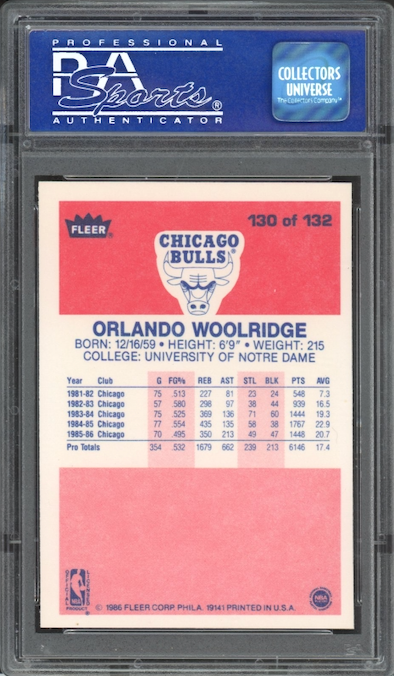 PROFESSIONAL
PSA
Sports®
AUTHENTICATOR
COLLECTORS
UNIVERSE
The Collectors Company™
FLEER®
130 of 132
CHICAGO
BULLS
ORLANDO WOOLRIDGE
BORN: 12/16/59 • HEIGHT: 6'9" • WEIGHT: 215
COLLEGE: UNIVERSITY OF NOTRE DAME
Year Club G FG% REB AST STL BLK PTS AVG
1981-82 Chicago 75 .513 227 81 23 24 548 7.3
1982-83 Chicago 57 .580 298 97 38 44 939 16.5
1983-84 Chicago 75 .525 369 136 71 60 1444 19.3
1984-85 Chicago 77 .554 435 135 58 38 1767 22.9
1985-86 Chicago 70 .495 350 213 49 47 1448 20.7
Pro Totals 354 .532 1679 662 239 213 6146 17.4
NBA
PRODUCT
© 1986 FLEER CORP. PHILA. 19141 PRINTED IN U.S.A.
NBA